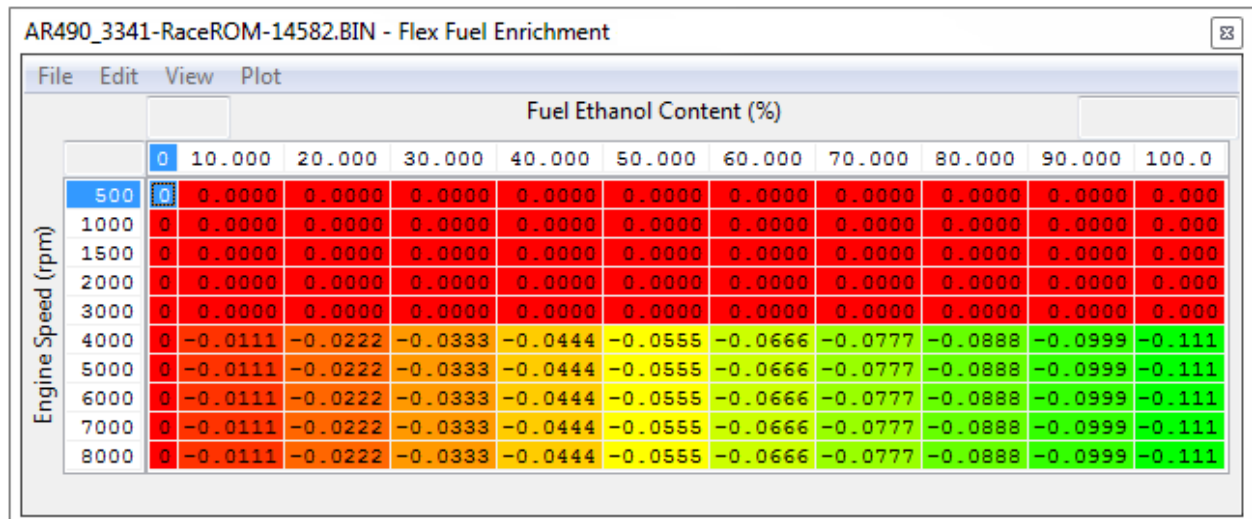 AR490_3341-RaceROM-14582.BIN - Flex Fuel Enrichment
File Edit View Plot
Fuel Ethanol Content (%)
0 10.000 20.000 30.000 40.000 50.000 60.000 70.000 80.000 90.000 100.0
Engine Speed (rpm)
500 0 0.0000 0.0000 0.0000 0.0000 0.0000 0.0000 0.0000 0.0000 0.0000 0.000
1000 0 0.0000 0.0000 0.0000 0.0000 0.0000 0.0000 0.0000 0.0000 0.0000 0.000
1500 0 0.0000 0.0000 0.0000 0.0000 0.0000 0.0000 0.0000 0.0000 0.0000 0.000
2000 0 0.0000 0.0000 0.0000 0.0000 0.0000 0.0000 0.0000 0.0000 0.0000 0.000
3000 0 0.0000 0.0000 0.0000 0.0000 0.0000 0.0000 0.0000 0.0000 0.0000 0.000
4000 0 -0.0111 -0.0222 -0.0333 -0.0444 -0.0555 -0.0666 -0.0777 -0.0888 -0.0999 -0.111
5000 0 -0.0111 -0.0222 -0.0333 -0.0444 -0.0555 -0.0666 -0.0777 -0.0888 -0.0999 -0.111
6000 0 -0.0111 -0.0222 -0.0333 -0.0444 -0.0555 -0.0666 -0.0777 -0.0888 -0.0999 -0.111
7000 0 -0.0111 -0.0222 -0.0333 -0.0444 -0.0555 -0.0666 -0.0777 -0.0888 -0.0999 -0.111
8000 0 -0.0111 -0.0222 -0.0333 -0.0444 -0.0555 -0.0666 -0.0777 -0.0888 -0.0999 -0.111